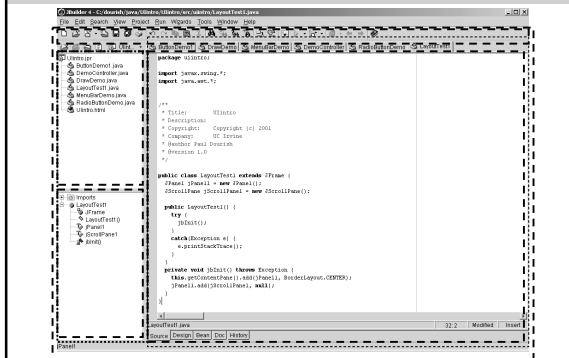 JBuilder 4 - C:/dourish/java/UIintro/UIintro/src/uiintro/LayoutTest1.java
File Edit Search View Project Run Wizards Tools Window Help
UIint...
ButtonDemo1 DrawDemo MenuBarDemo DemoController RadioButtonDemo LayoutTest1
UIintro.jpr
ButtonDemo1.java
DemoController.java
DrawDemo.java
LayoutTest1.java
MenuBarDemo.java
RadioButtonDemo.java
UIintro.html
Imports
LayoutTest1
JFrame
LayoutTest1()
jPanel1
jScrollPane1
jbInit()
package uiintro;
import javax.swing.*;
import java.awt.*;
/**
* Title: UIintro
* Description:
* Copyright: Copyright (c) 2001
* Company: UC Irvine
* @author Paul Dourish
* @version 1.0
*/
public class LayoutTest1 extends JFrame {
JPanel jPanel1 = new JPanel();
JScrollPane jScrollPane1 = new JScrollPane();
public LayoutTest1() {
try {
jbInit();
}
catch(Exception e) {
e.printStackTrace();
}
}
private void jbInit() throws Exception {
this.getContentPane().add(jPanel1, BorderLayout.CENTER);
jPanel1.add(jScrollPane1, null);
}
}
LayoutTest1.java 32:2 Modified Insert
Source Design Bean Doc History
jPanel1